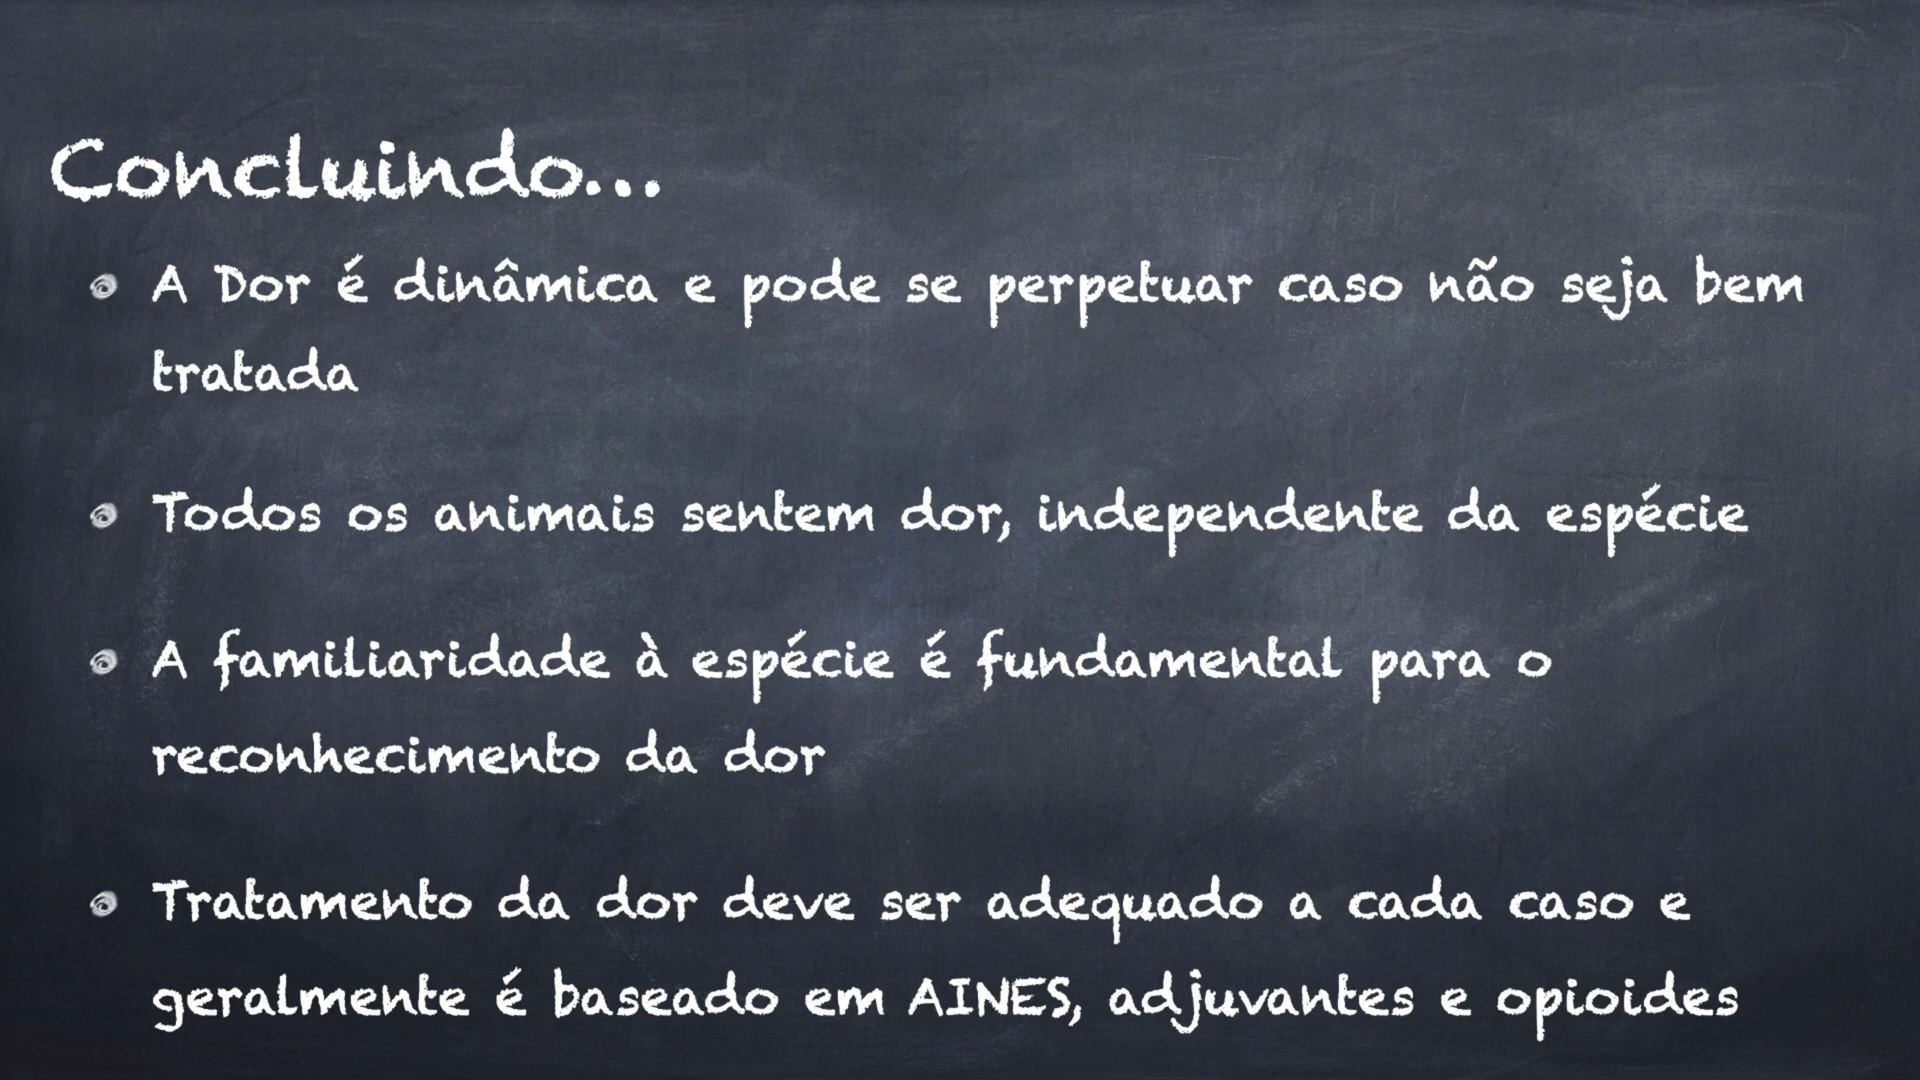 Concluindo...
A Dor é dinâmica e pode se perpetuar caso não seja bem
tratada
Todos os animais sentem dor, independente da espécie
A familiaridade à espécie é fundamental para o
reconhecimento da dor
Tratamento da dor deve ser adequado a cada caso e
geralmente é baseado em AINES, adjuvantes e opioides